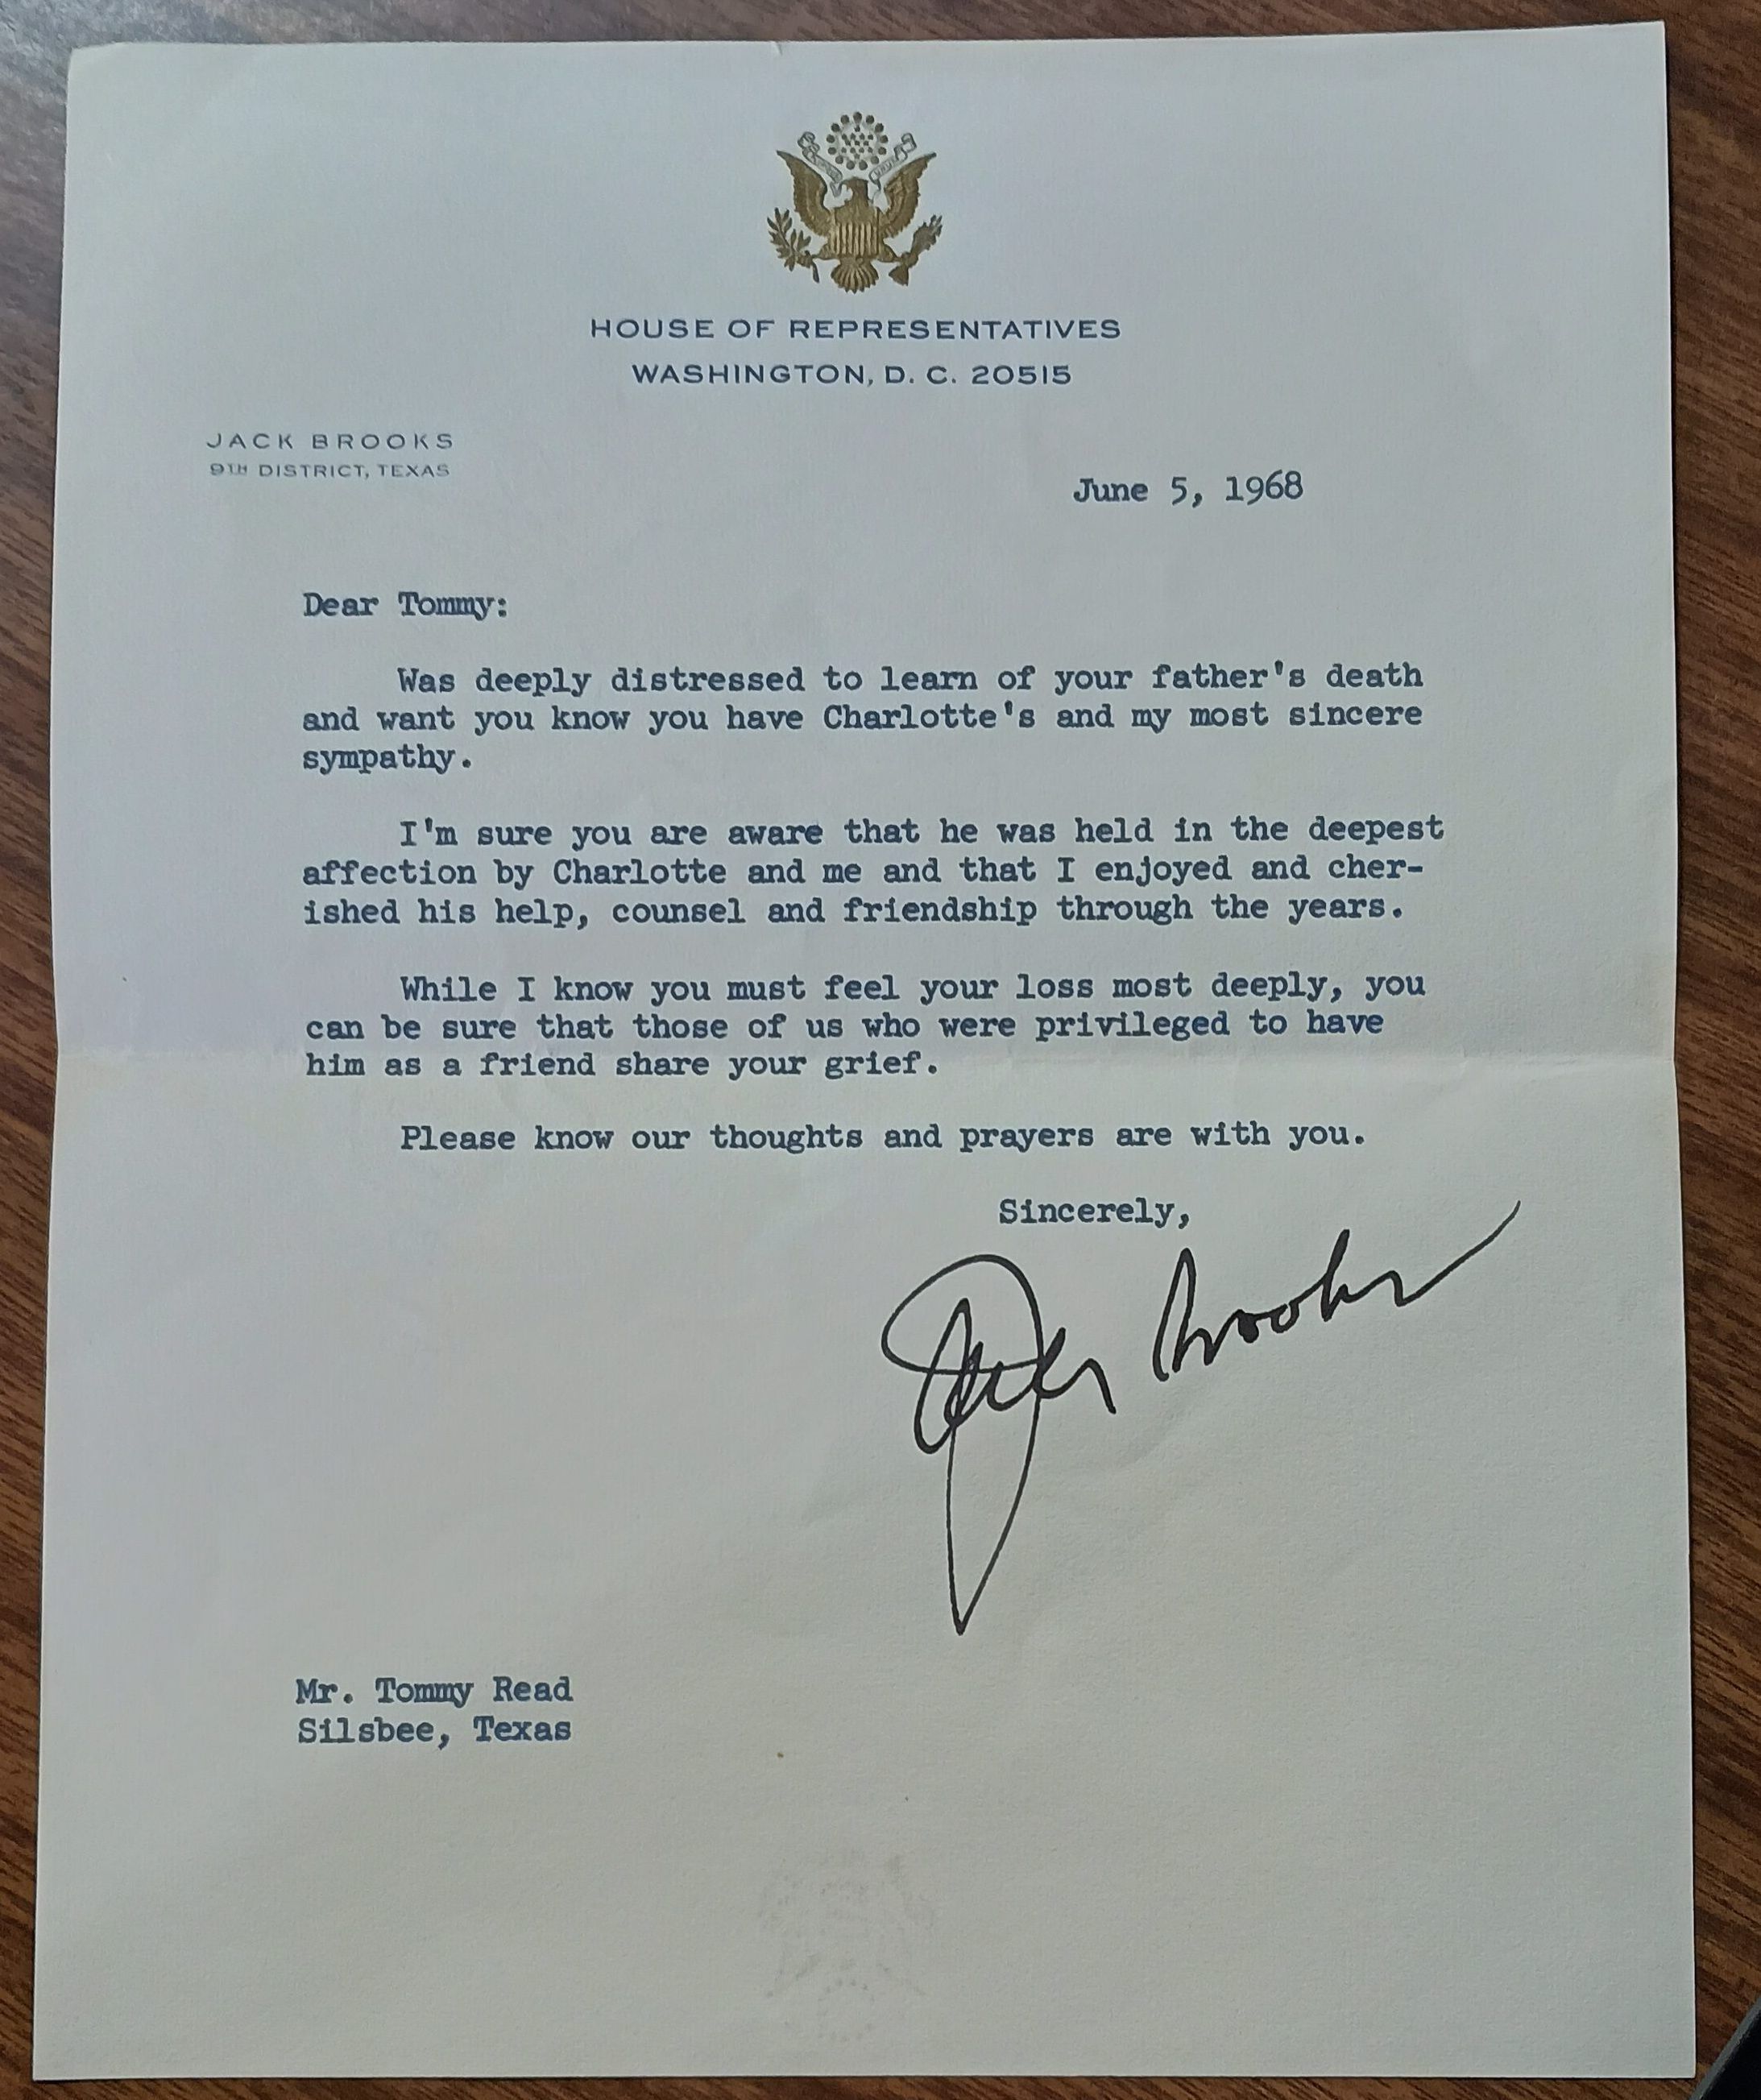 HOUSE OF REPRESENTATIVES
WASHINGTON, D. C. 20515
JACK BROOKS
9TH DISTRICT, TEXAS
June 5, 1968
Dear Tommy:
Was deeply distressed to learn of your father's death
and want you know you have Charlotte's and my most sincere
sympathy.
I'm sure you are aware that he was held in the deepest
affection by Charlotte and me and that I enjoyed and cher-
ished his help, counsel and friendship through the years.
While I know you must feel your loss most deeply, you
can be sure that those of us who were privileged to have
him as a friend share your grief.
Please know our thoughts and prayers are with you.
Sincerely,
Jack Brooks
Mr. Tommy Read
Silsbee, Texas